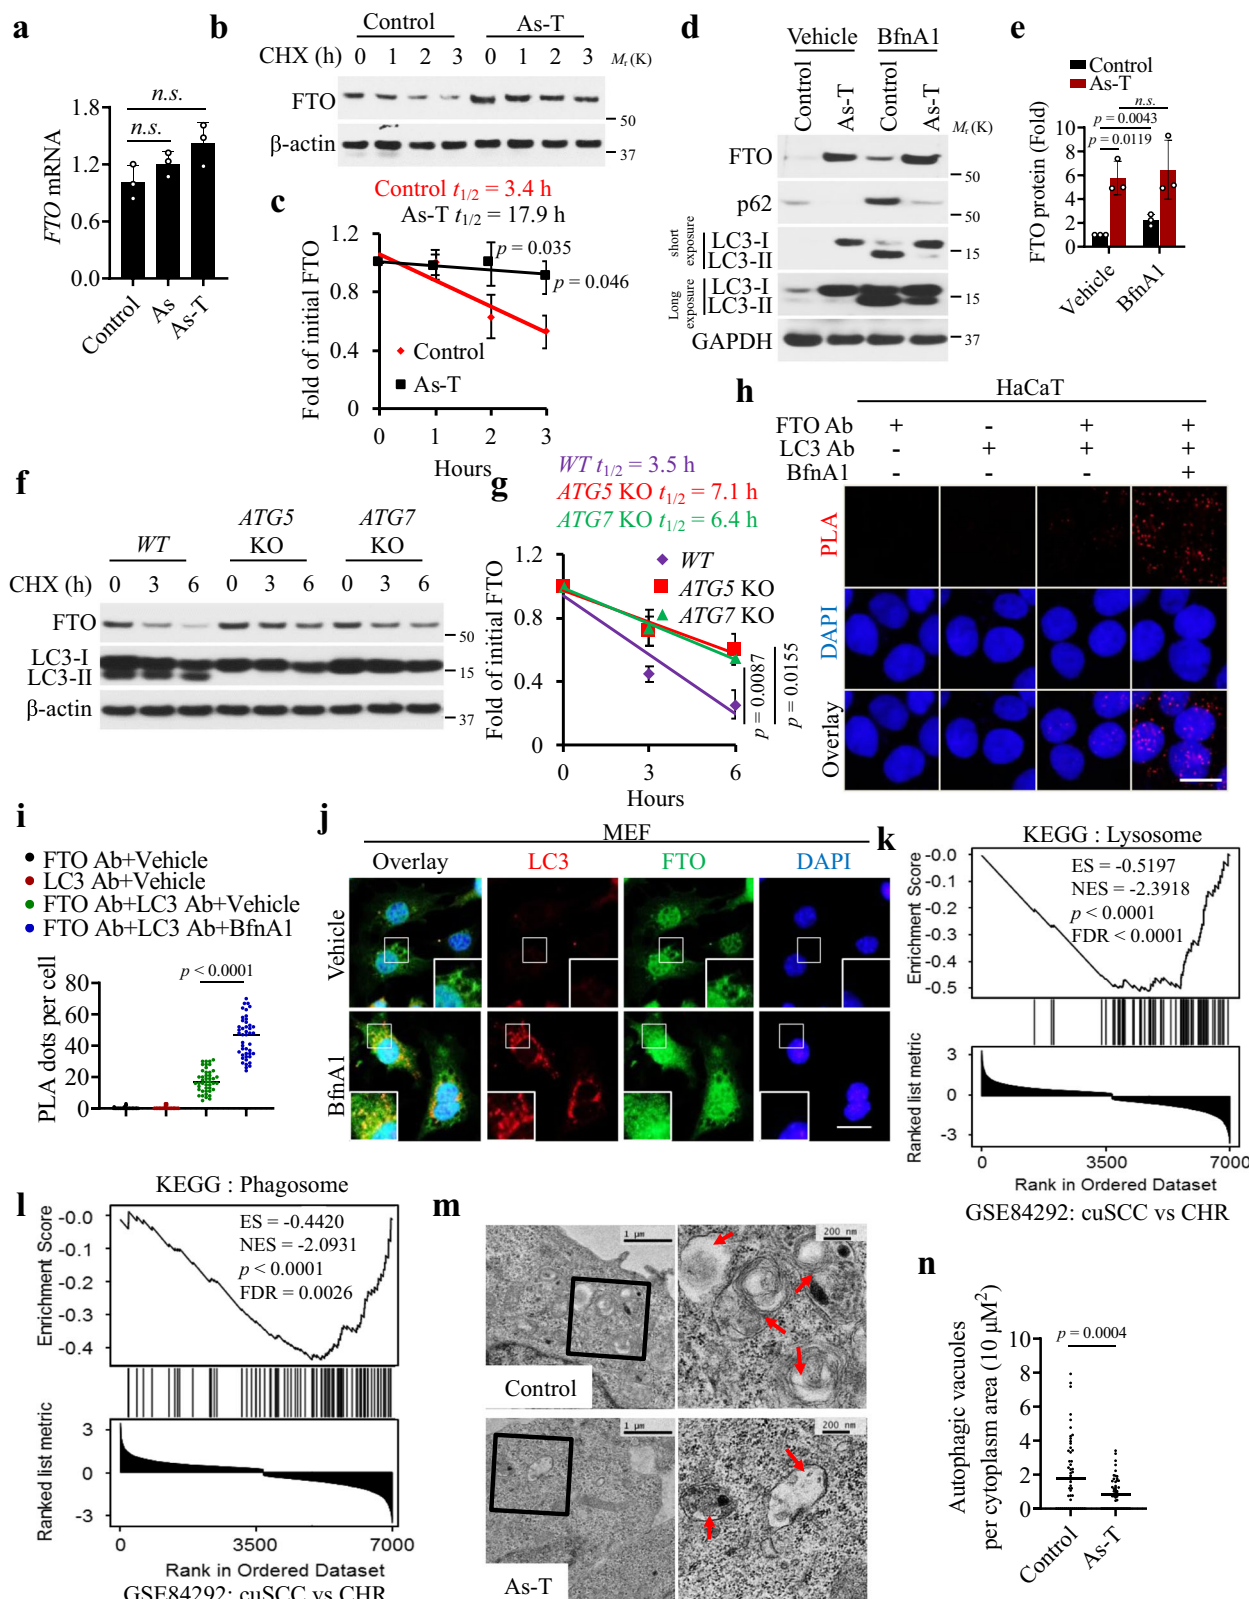 a
FTO mRNA
1.8
1.2
0.6
0.0
n.s.
n.s.
Control
As
As-T
b
Control As-T
CHX (h) 0 1 2 3 0 1 2 3 Mr (K)
FTO
50
β-actin
37
c
Control t1/2 = 3.4 h
As-T t1/2 = 17.9 h
Fold of initial FTO
1.2
0.8
0.4
0
p = 0.035
p = 0.046
Control
As-T
0 1 2 3
Hours
d
Vehicle BfnA1
Control As-T Control As-T
Mr (K)
FTO
50
p62
50
short exposure
LC3-I
LC3-II
15
Long exposure
LC3-I
LC3-II
15
GAPDH
37
e
Control
As-T
FTO protein (Fold)
10
8
6
4
2
0
n.s.
p = 0.0043
p = 0.0119
Vehicle
BfnA1
f
WT ATG5 KO ATG7 KO
CHX (h) 0 3 6 0 3 6 0 3 6
FTO
50
LC3-I
LC3-II
15
β-actin
37
g
WT t1/2 = 3.5 h
ATG5 KO t1/2 = 7.1 h
ATG7 KO t1/2 = 6.4 h
Fold of initial FTO
1.2
0.8
0.4
0
WT
ATG5 KO
ATG7 KO
p = 0.0087
p = 0.0155
0 3 6
Hours
h
HaCaT
FTO Ab + - + +
LC3 Ab - + + +
BfnA1 - - - +
PLA
DAPI
Overlay
i
FTO Ab+Vehicle
LC3 Ab+Vehicle
FTO Ab+LC3 Ab+Vehicle
FTO Ab+LC3 Ab+BfnA1
p < 0.0001
PLA dots per cell
80
60
40
20
0
j
MEF
Overlay LC3 FTO DAPI
Vehicle
BfnA1
k
KEGG : Lysosome
Enrichment Score
-0.0
-0.1
-0.2
-0.3
-0.4
-0.5
ES = -0.5197
NES = -2.3918
p < 0.0001
FDR < 0.0001
Ranked list metric
3
0
-3
0 3500 7000
Rank in Ordered Dataset
GSE84292: cuSCC vs CHR
l
KEGG : Phagosome
Enrichment Score
-0.0
-0.1
-0.2
-0.3
-0.4
ES = -0.4420
NES = -2.0931
p < 0.0001
FDR = 0.0026
Ranked list metric
3
0
-3
0 3500 7000
Rank in Ordered Dataset
GSE84292: cuSCC vs CHR
m
1 μm
200 nm
Control
1 μm
200 nm
As-T
n
Autophagic vacuoles
per cytoplasm area (10 μM2)
10
8
6
4
2
0
p = 0.0004
Control
As-T